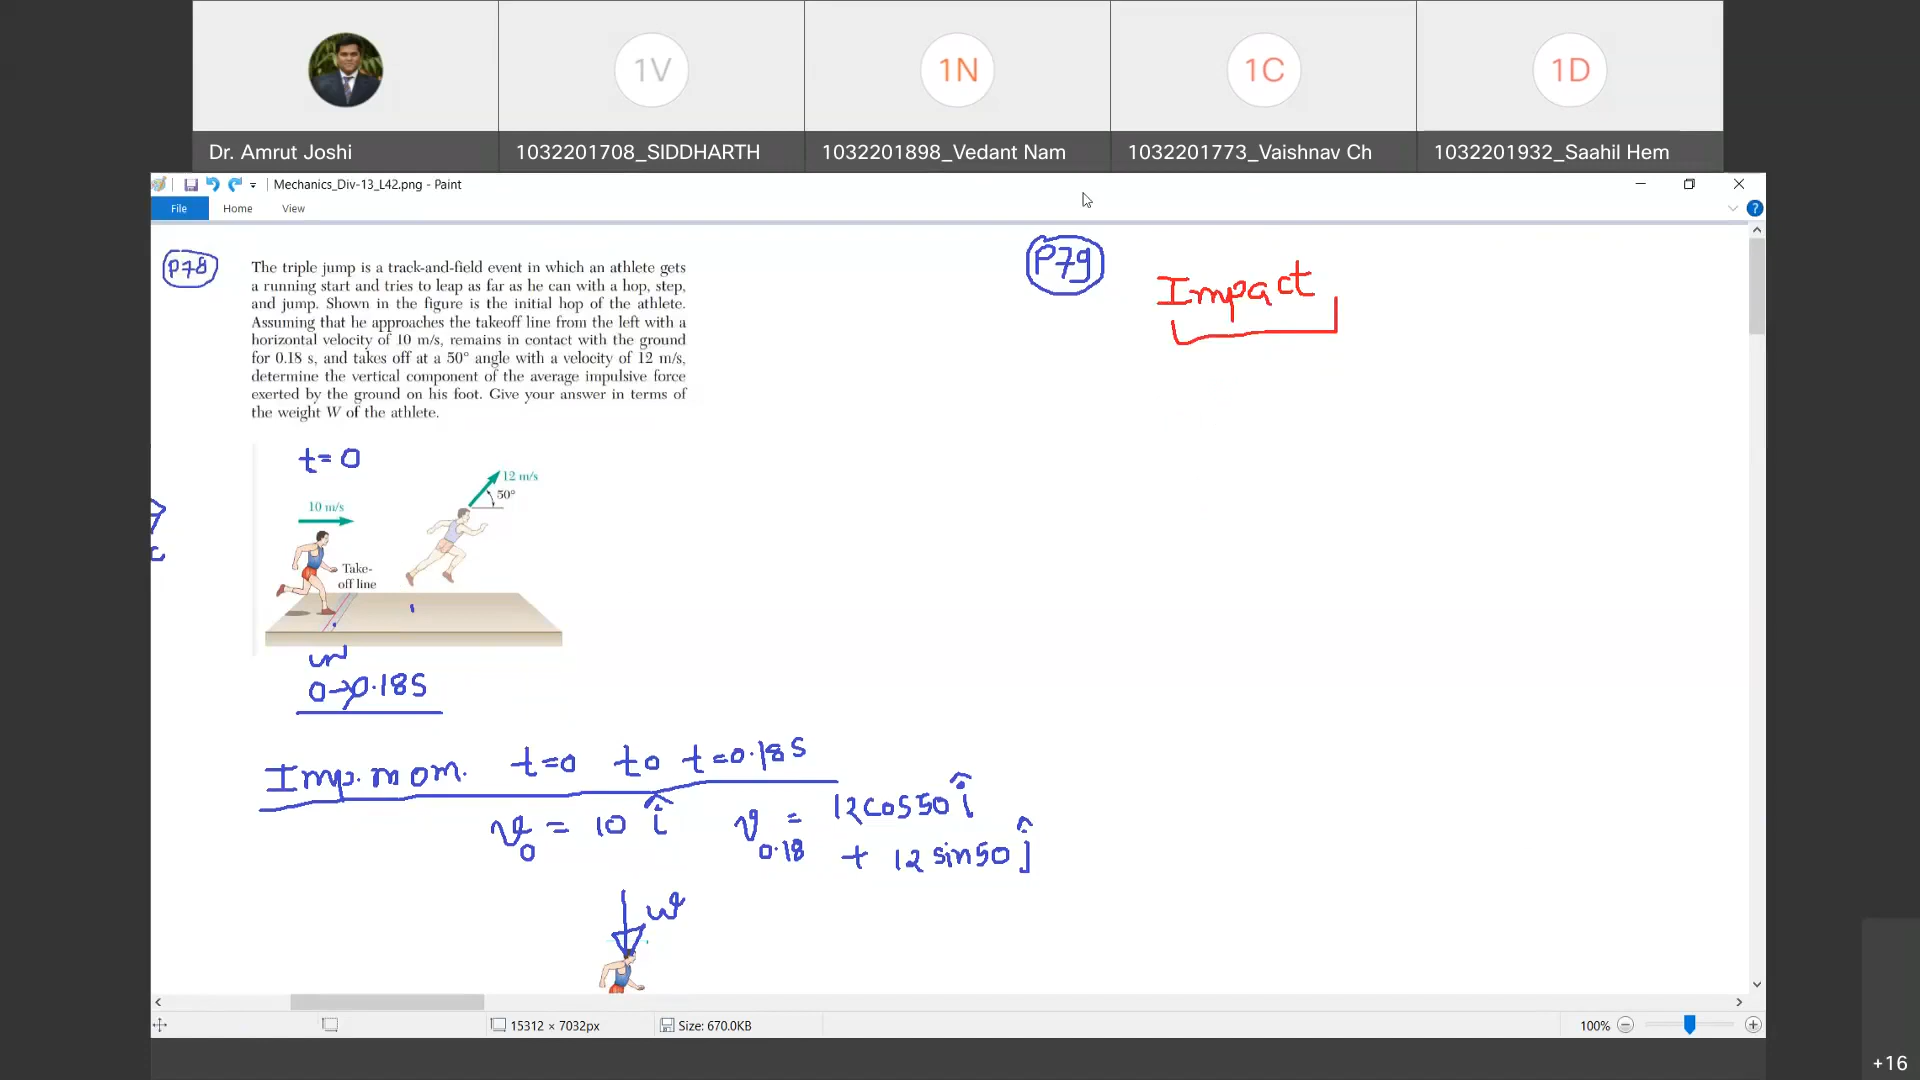 1V
1N
1C
1D
Dr. Amrut Joshi
1032201708_SIDDHARTH
1032201898_Vedant Nam
1032201773_Vaishnav Ch
1032201932_Saahil Hem
Mechanics_Div-13_L42.png - Paint
File
Home
View
P78
The triple jump is a track-and-field event in which an athlete gets
a running start and tries to leap as far as he can with a hop, step,
and jump. Shown in the figure is the initial hop of the athlete.
Assuming that he approaches the takeoff line from the left with a
horizontal velocity of 10 m/s, remains in contact with the ground
for 0.18 s, and takes off at a 50° angle with a velocity of 12 m/s,
determine the vertical component of the average impulsive force
exerted by the ground on his foot. Give your answer in terms of
the weight W of the athlete.
P79
Impact
t=0
12 m/s
50°
10 m/s
Take-
off line
0→0.18S
Imp. mom. t=0 to t=0.18S
v0 = 10 î
v0.18 = 12cos50 î
+ 12 sin50 ĵ
W
15312 × 7032px
Size: 670.0KB
100%
+16